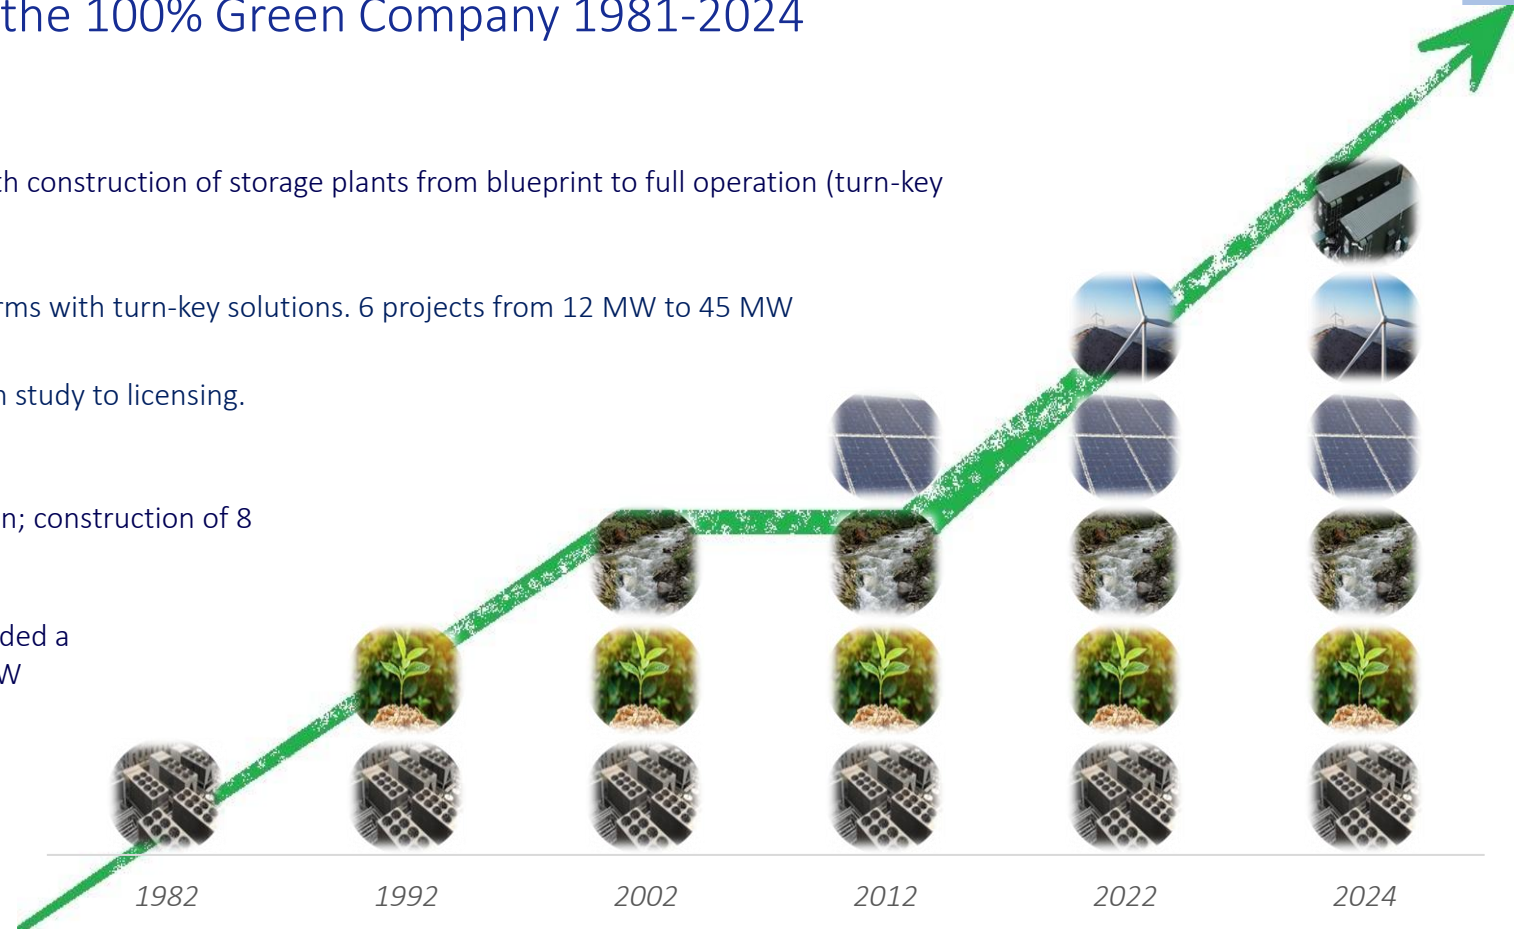 the 100% Green Company 1981-2024
th construction of storage plants from blueprint to full operation (turn-key
rms with turn-key solutions. 6 projects from 12 MW to 45 MW
n study to licensing.
n; construction of 8
ded a
W
1982 1992 2002 2012 2022 2024